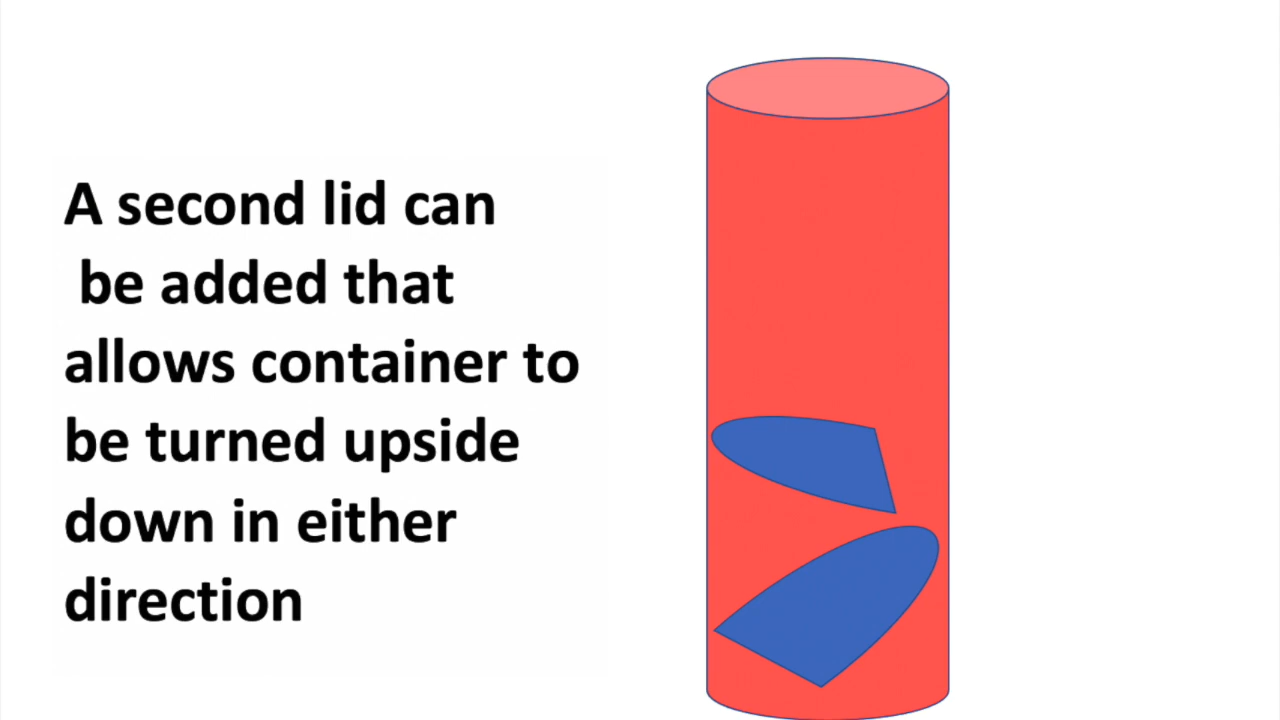 A second lid can
be added that
allows container to
be turned upside
down in either
direction